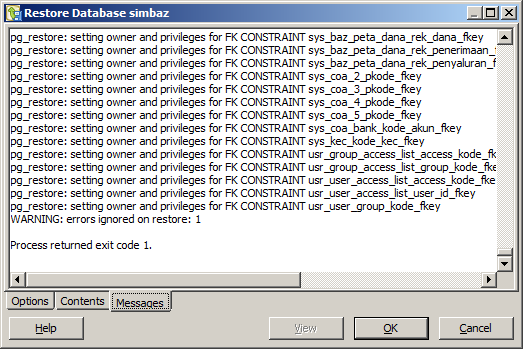 Restore Database simbaz
pg_restore: setting owner and privileges for FK CONSTRAINT sys_baz_peta_dana_rek_dana_fkey
pg_restore: setting owner and privileges for FK CONSTRAINT sys_baz_peta_dana_rek_penerimaan_
pg_restore: setting owner and privileges for FK CONSTRAINT sys_baz_peta_dana_rek_penyaluran_f
pg_restore: setting owner and privileges for FK CONSTRAINT sys_coa_2_pkode_fkey
pg_restore: setting owner and privileges for FK CONSTRAINT sys_coa_3_pkode_fkey
pg_restore: setting owner and privileges for FK CONSTRAINT sys_coa_4_pkode_fkey
pg_restore: setting owner and privileges for FK CONSTRAINT sys_coa_5_pkode_fkey
pg_restore: setting owner and privileges for FK CONSTRAINT sys_coa_bank_kode_akun_fkey
pg_restore: setting owner and privileges for FK CONSTRAINT sys_kec_kode_kec_fkey
pg_restore: setting owner and privileges for FK CONSTRAINT usr_group_access_list_access_kode_fk
pg_restore: setting owner and privileges for FK CONSTRAINT usr_group_access_list_group_kode_fke
pg_restore: setting owner and privileges for FK CONSTRAINT usr_user_access_list_access_kode_fke
pg_restore: setting owner and privileges for FK CONSTRAINT usr_user_access_list_user_id_fkey
pg_restore: setting owner and privileges for FK CONSTRAINT usr_user_group_kode_fkey
WARNING: errors ignored on restore: 1
Process returned exit code 1.
Options Contents Messages
Help View OK Cancel